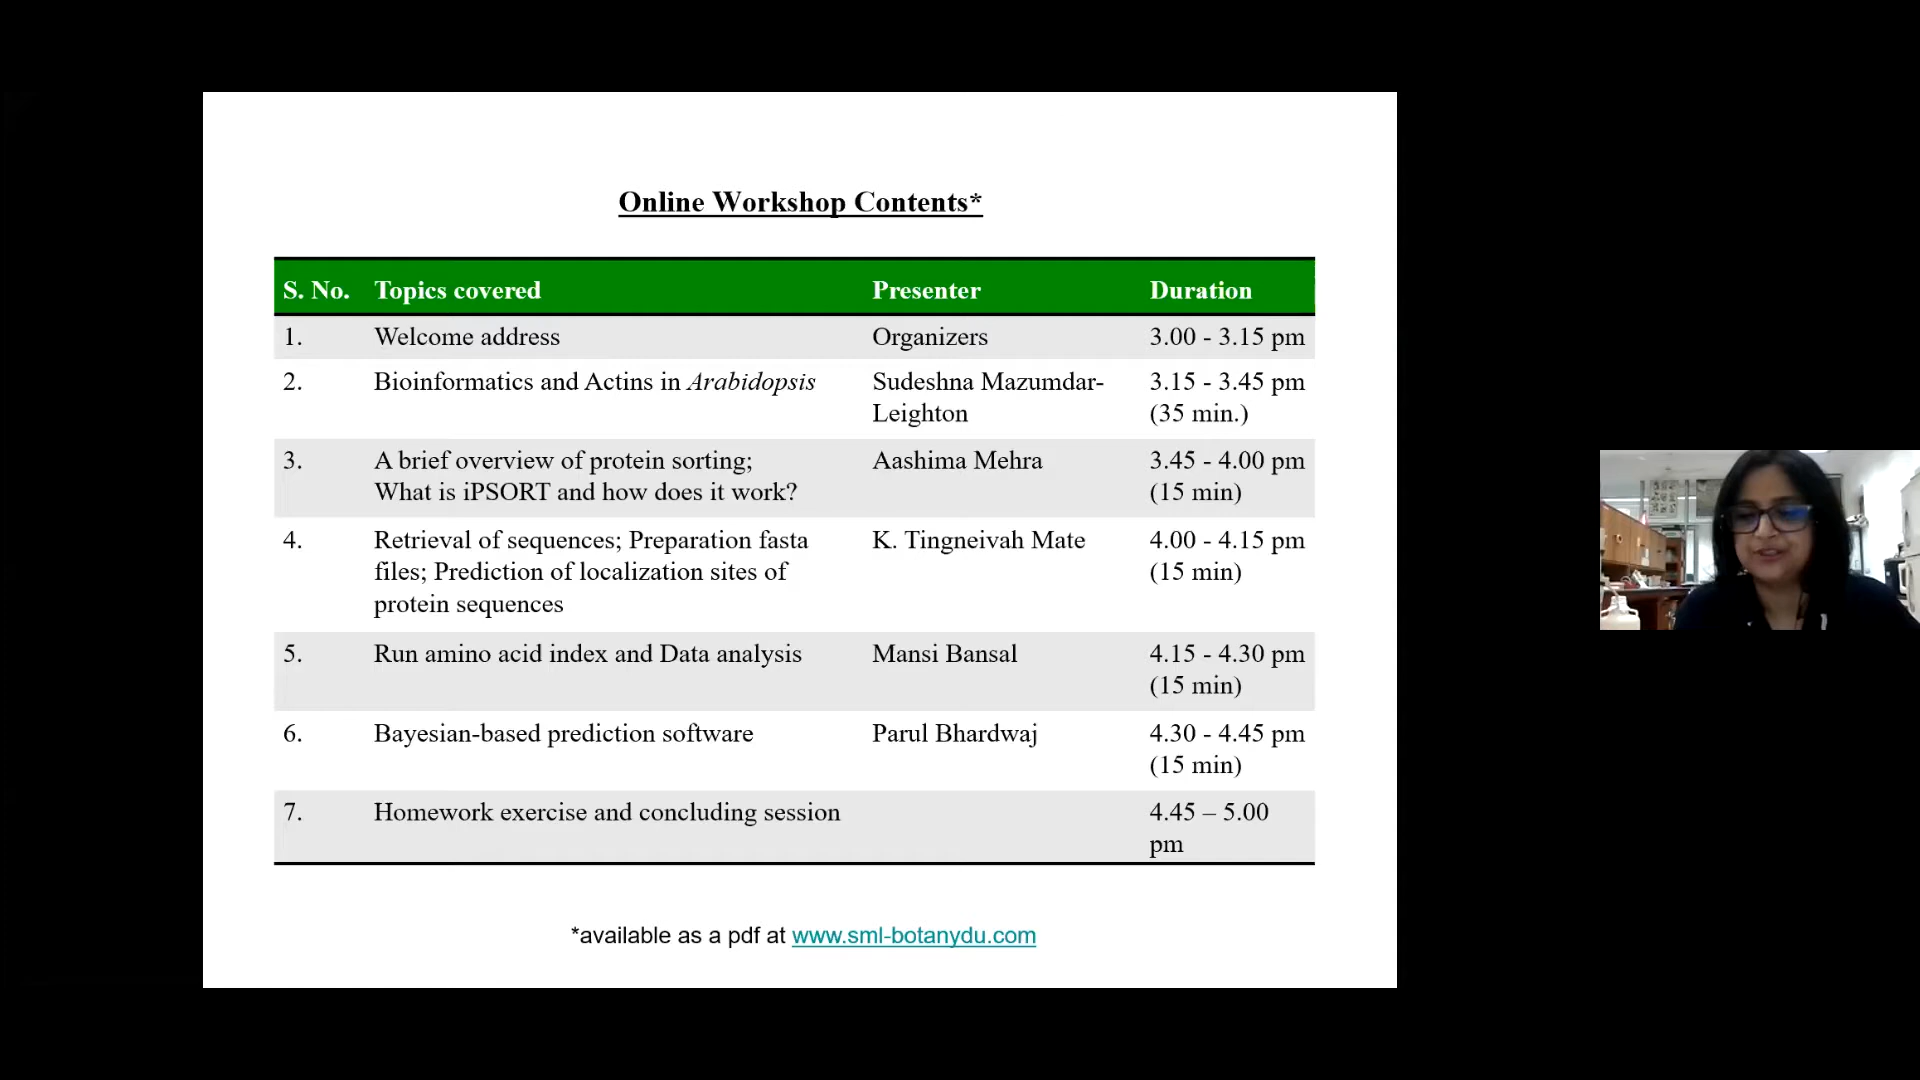 Online Workshop Contents*
S. No. Topics covered Presenter Duration
1. Welcome address Organizers 3.00 - 3.15 pm
2. Bioinformatics and Actins in Arabidopsis Sudeshna Mazumdar- 3.15 - 3.45 pm
Leighton (35 min.)
3. A brief overview of protein sorting; Aashima Mehra 3.45 - 4.00 pm
What is iPSORT and how does it work? (15 min)
4. Retrieval of sequences; Preparation fasta K. Tingneivah Mate 4.00 - 4.15 pm
files; Prediction of localization sites of (15 min)
protein sequences
5. Run amino acid index and Data analysis Mansi Bansal 4.15 - 4.30 pm
(15 min)
6. Bayesian-based prediction software Parul Bhardwaj 4.30 - 4.45 pm
(15 min)
7. Homework exercise and concluding session 4.45 – 5.00
pm
*available as a pdf at www.sml-botanydu.com